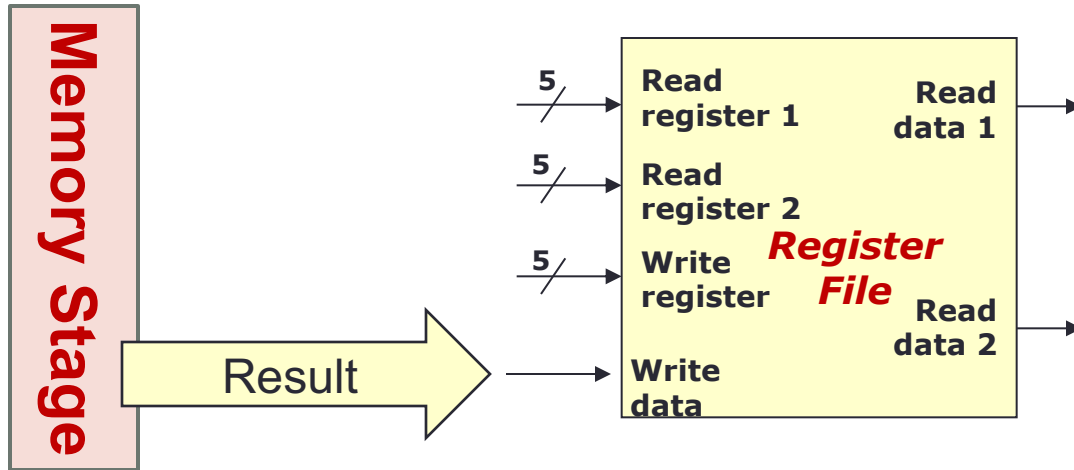 Memory Stage
Result
5
Read
register 1
5
Read
register 2
5
Write
register
Write
data
Register
File
Read
data 1
Read
data 2